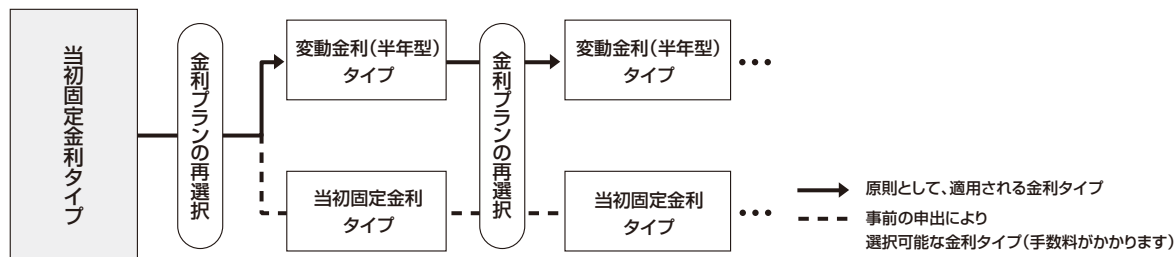 当初固定金利タイプ
金利プランの再選択
変動金利(半年型)
タイプ
当初固定金利
タイプ
金利プランの再選択
変動金利(半年型)
タイプ
•••
当初固定金利
タイプ
•••
原則として、適用される金利タイプ
事前の申出により
選択可能な金利タイプ(手数料がかかります)